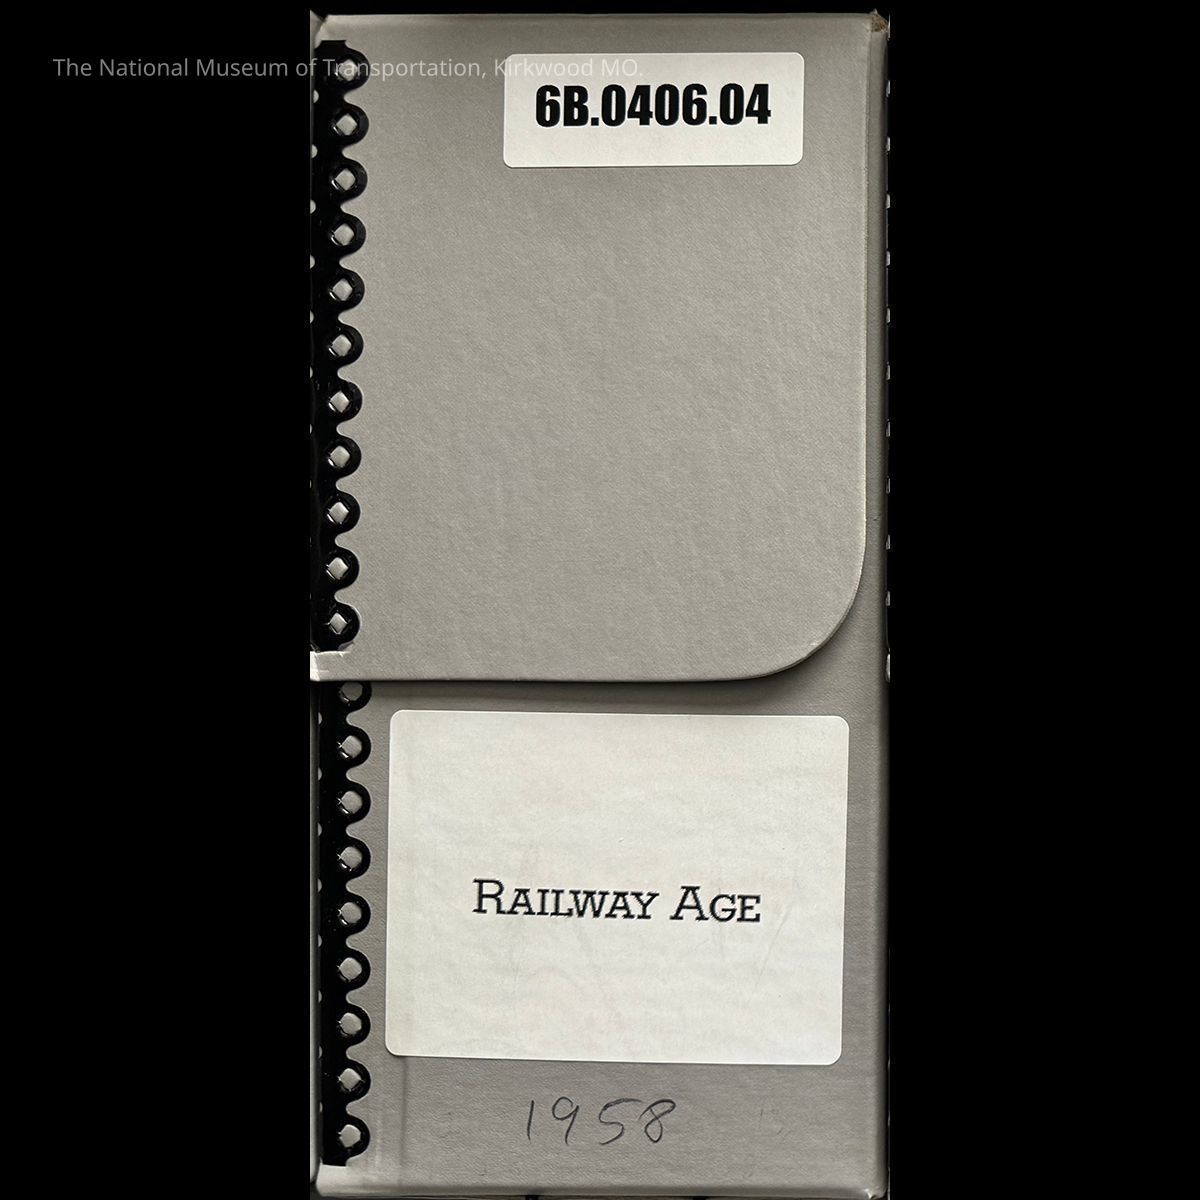 The National Museum of Transportation, Kirkwood MO.
6B.0406.04
RAILWAY AGE
1958